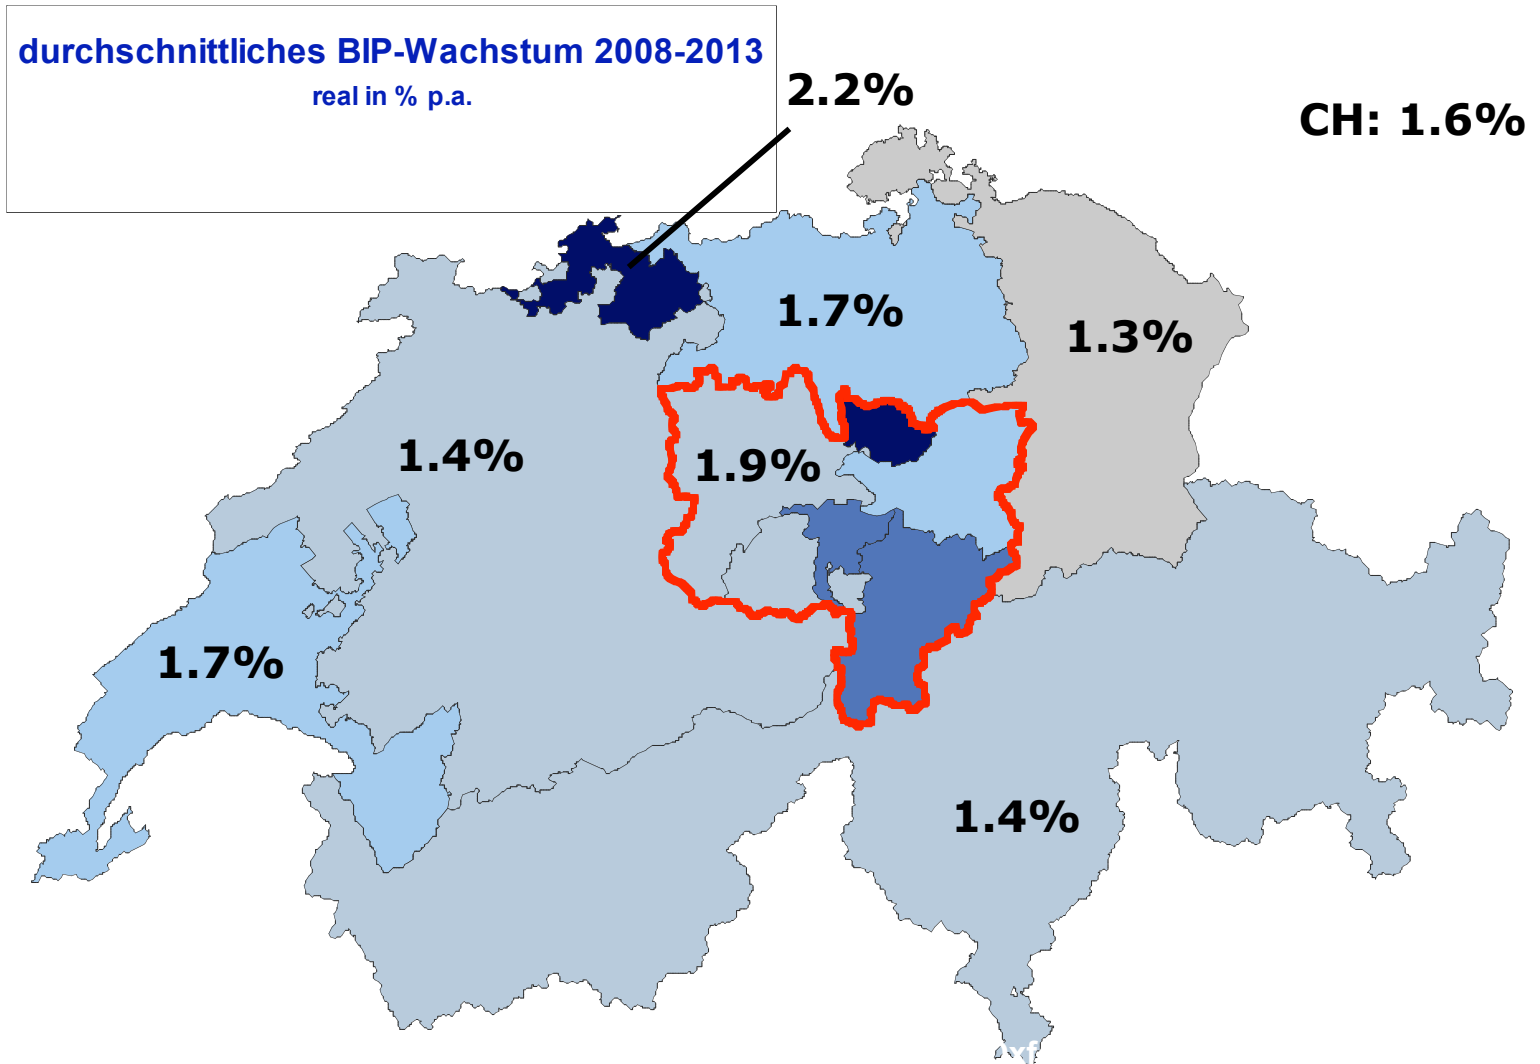 durchschnittliches BIP-Wachstum 2008-2013
real in % p.a.
2.2%
CH: 1.6%
1.7%
1.3%
1.4%
1.9%
1.7%
1.4%